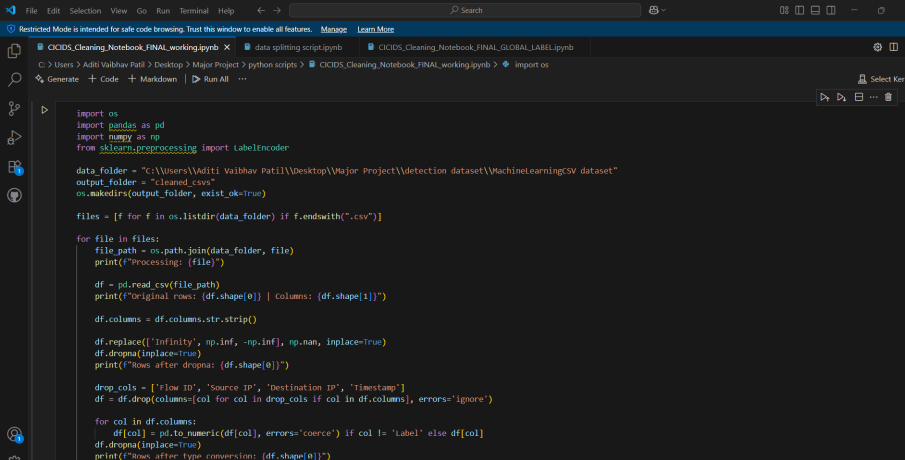 File Edit Selection View Go Run Terminal Help
Search
Restricted Mode is intended for safe code browsing. Trust this window to enable all features. Manage Learn More
CICIDS_Cleaning_Notebook_FINAL_working.ipynb
data splitting script.ipynb
CICIDS_Cleaning_Notebook_FINAL_GLOBAL_LABEL.ipynb
C: > Users > Aditi Vaibhav Patil > Desktop > Major Project > python scripts > CICIDS_Cleaning_Notebook_FINAL_working.ipynb > import os
Generate + Code + Markdown Run All ...
Select Ker
import os
import pandas as pd
import numpy as np
from sklearn.preprocessing import LabelEncoder
data_folder = "C:\\Users\\Aditi Vaibhav Patil\\Desktop\\Major Project\\detection dataset\\MachineLearningCSV dataset"
output_folder = "cleaned_csvs"
os.makedirs(output_folder, exist_ok=True)
files = [f for f in os.listdir(data_folder) if f.endswith(".csv")]
for file in files:
    file_path = os.path.join(data_folder, file)
    print(f"Processing: {file}")
    df = pd.read_csv(file_path)
    print(f"Original rows: {df.shape[0]} | Columns: {df.shape[1]}")
    df.columns = df.columns.str.strip()
    df.replace(['Infinity', np.inf, -np.inf], np.nan, inplace=True)
    df.dropna(inplace=True)
    print(f"Rows after dropna: {df.shape[0]}")
    drop_cols = ['Flow ID', 'Source IP', 'Destination IP', 'Timestamp']
    df = df.drop(columns=[col for col in drop_cols if col in df.columns], errors='ignore')
    for col in df.columns:
        df[col] = pd.to_numeric(df[col], errors='coerce') if col != 'Label' else df[col]
    df.dropna(inplace=True)
    print(f"Rows after type conversion: {df.shape[0]}")
1
1